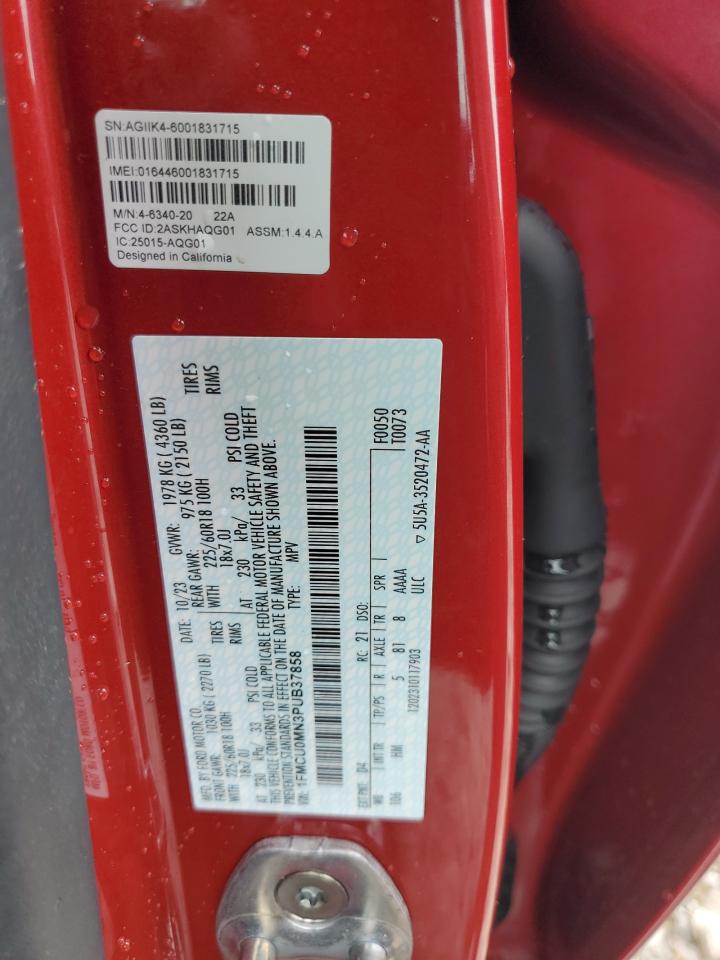 SN:AGIIK4-6001831715
IMEI:016446001831715
M/N:4-6340-20 22A
FCC ID:2ASKHAQG01 ASSM:1.4.4.A
IC:25015-AQG01
Designed in California
MFD. BY FORD MOTOR CO.
DATE: 10/23 GVWR: 1978 KG ( 4360 LB)
FRONT GAWR: 1030 KG ( 2270 LB) REAR GAWR: 975 KG ( 2150 LB)
WITH 225/60R18 100H TIRES WITH 225/60R18 100H TIRES
18x7.0J RIMS 18x7.0J RIMS
AT 230 kPa/ 33 PSI COLD AT 230 kPa/ 33 PSI COLD
THIS VEHICLE CONFORMS TO ALL APPLICABLE FEDERAL MOTOR VEHICLE SAFETY AND THEFT
PREVENTION STANDARDS IN EFFECT ON THE DATE OF MANUFACTURE SHOWN ABOVE.
VIN: 1FMCU0MN3PUB37858 TYPE: MPV
EXT PNT: D4 RC: 21 DSO: F0050
WB INT TR TP/PS R AXLE TR SPR T0073
106 HM 5 81 8 AAAA
1202310117903 ULC ▽ 5U5A-3520472-AA